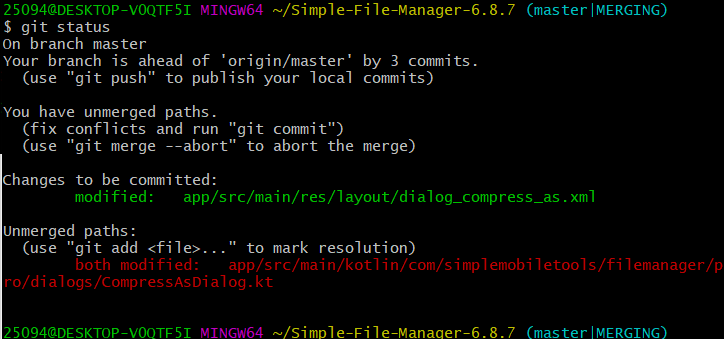 25094@DESKTOP-V0QTF5I MINGW64 ~/Simple-File-Manager-6.8.7 (master|MERGING)
$ git status
On branch master
Your branch is ahead of 'origin/master' by 3 commits.
  (use "git push" to publish your local commits)

You have unmerged paths.
  (fix conflicts and run "git commit")
  (use "git merge --abort" to abort the merge)

Changes to be committed:
        modified:   app/src/main/res/layout/dialog_compress_as.xml

Unmerged paths:
  (use "git add <file>..." to mark resolution)
        both modified:   app/src/main/kotlin/com/simplemobiletools/filemanager/p
ro/dialogs/CompressAsDialog.kt

25094@DESKTOP-V0QTF5I MINGW64 ~/Simple-File-Manager-6.8.7 (master|MERGING)